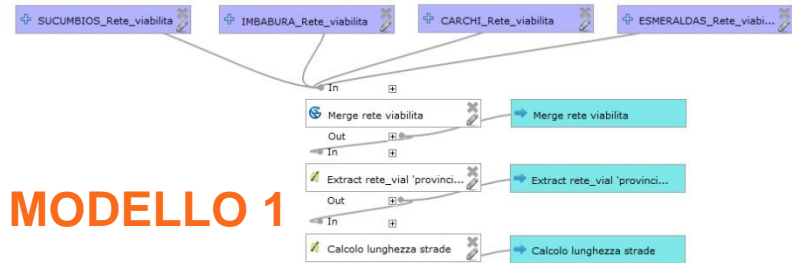 SUCUMBIOS_Rete_viabilita
IMBABURA_Rete_viabilita
CARCHI_Rete_viabilita
ESMERALDAS_Rete_viabi...
In
Merge rete viabilita
Merge rete viabilita
Out
In
Extract rete_vial 'provinci...
Extract rete_vial 'provinci...
Out
In
MODELLO 1
Calcolo lunghezza strade
Calcolo lunghezza strade